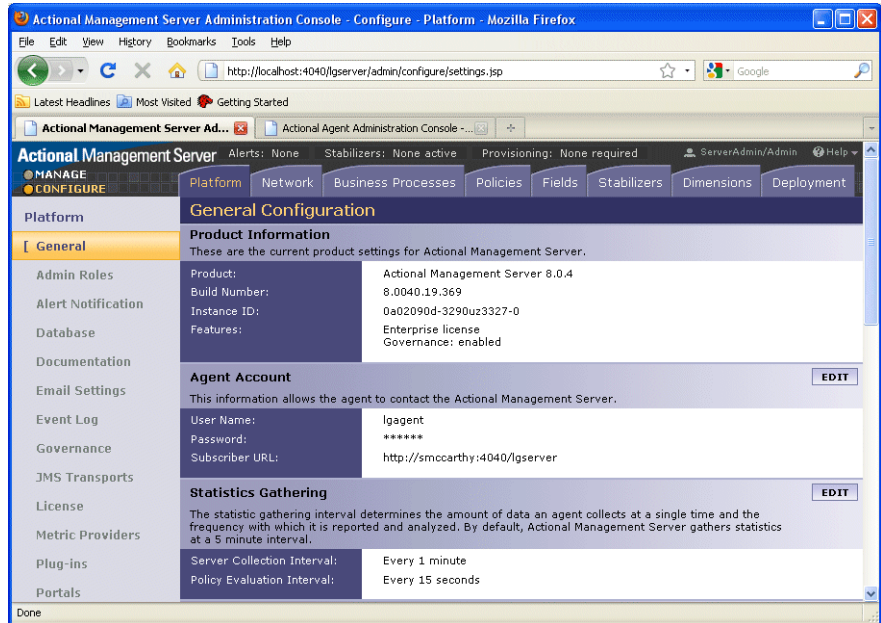 Actional Management Server Administration Console - Configure - Platform - Mozilla Firefox
File Edit View History Bookmarks Tools Help
http://localhost:4040/lgserver/admin/configure/settings.jsp
Google
Latest Headlines Most Visited Getting Started
Actional Management Server Ad...
Actional Agent Administration Console -...
Actional Management Server Alerts: None Stabilizers: None active Provisioning: None required ServerAdmin/Admin Help
MANAGE
CONFIGURE
Platform Network Business Processes Policies Fields Stabilizers Dimensions Deployment
Platform
[ General
Admin Roles
Alert Notification
Database
Documentation
Email Settings
Event Log
Governance
JMS Transports
License
Metric Providers
Plug-ins
Portals
General Configuration
Product Information
These are the current product settings for Actional Management Server.
Product: Actional Management Server 8.0.4
Build Number: 8.0040.19.369
Instance ID: 0a02090d-3290uz3327-0
Features: Enterprise license
Governance: enabled
Agent Account EDIT
This information allows the agent to contact the Actional Management Server.
User Name: lgagent
Password: ******
Subscriber URL: http://smccarthy:4040/lgserver
Statistics Gathering EDIT
The statistic gathering interval determines the amount of data an agent collects at a single time and the
frequency with which it is reported and analyzed. By default, Actional Management Server gathers statistics
at a 5 minute interval.
Server Collection Interval: Every 1 minute
Policy Evaluation Interval: Every 15 seconds
Done